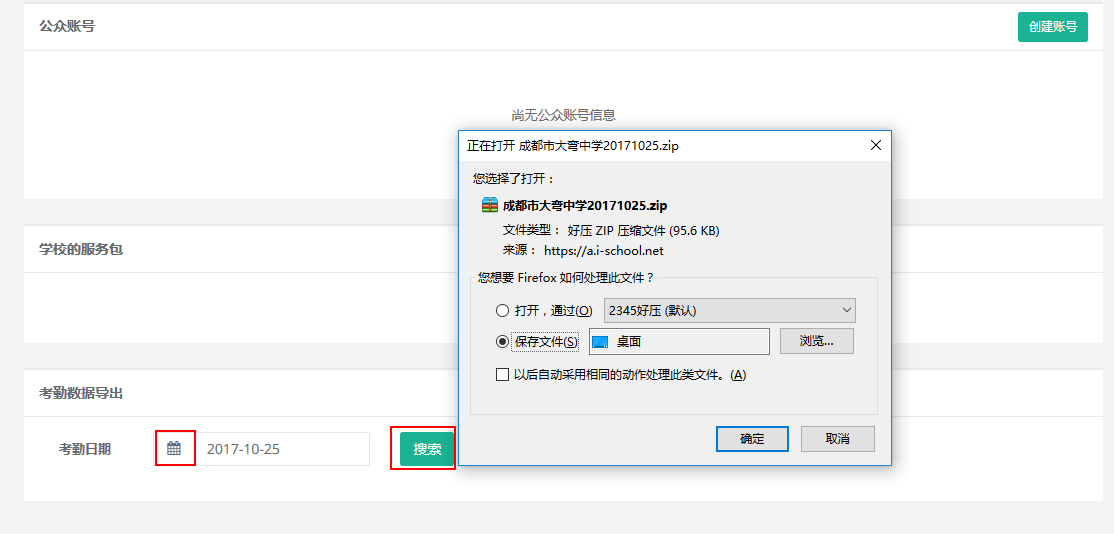 公众账号
创建账号
尚无公众账号信息
正在打开 成都市大弯中学20171025.zip
您选择了打开：
成都市大弯中学20171025.zip
文件类型： 好压 ZIP 压缩文件 (95.6 KB)
来源： https://a.i-school.net
学校的服务包
您想要 Firefox 如何处理此文件？
打开，通过(O) 2345好压 (默认)
保存文件(S) 桌面 浏览...
以后自动采用相同的动作处理此类文件。(A)
考勤数据导出
确定 取消
考勤日期 2017-10-25 搜索